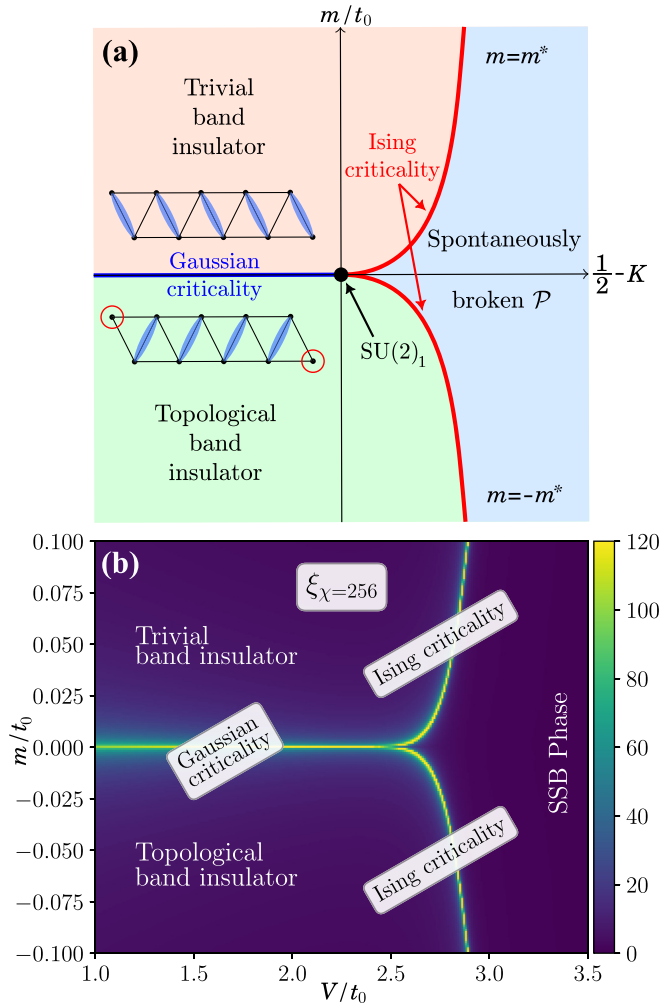 (a)
m/t₀
m=m*
Trivial
band
insulator
Ising
criticality
Spontaneously
Gaussian
criticality
1/2-K
broken 𝒫
SU(2)₁
Topological
band
insulator
m=-m*
(b)
ξχ=256
Trivial
band insulator
Ising criticality
Gaussian
criticality
SSB Phase
Topological
band insulator
Ising criticality
m/t₀
0.100
0.075
0.050
0.025
0.000
−0.025
−0.050
−0.075
−0.100
1.0 1.5 2.0 2.5 3.0 3.5
V/t₀
120
100
80
60
40
20
0